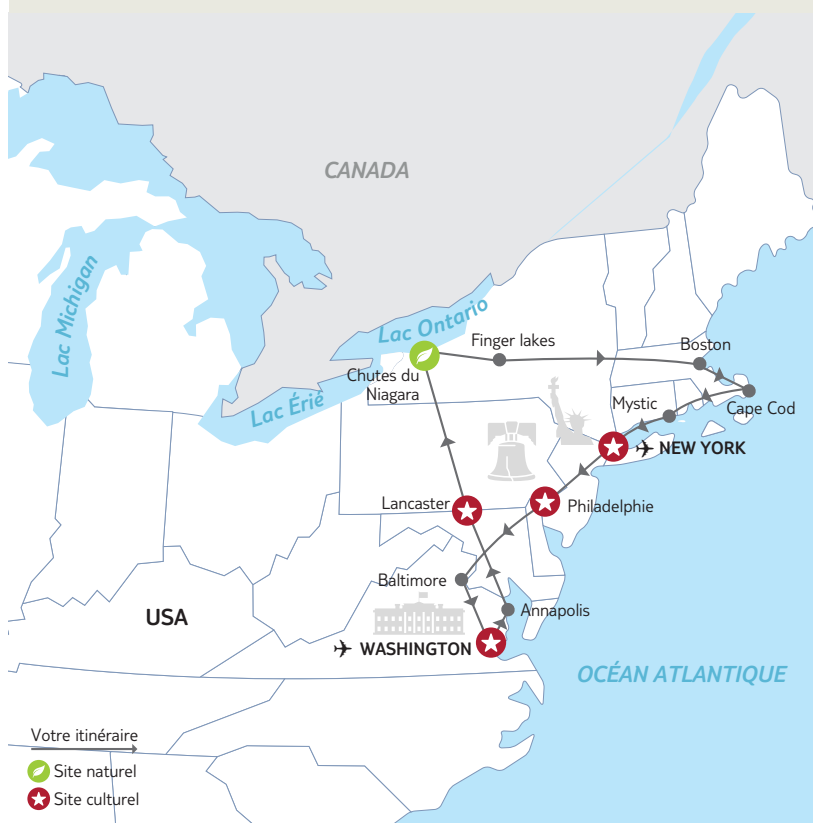 CANADA
Lac Michigan
Lac Ontario
Finger lakes
Boston
Chutes du
Niagara
Lac Érié
Mystic
Cape Cod
NEW YORK
Lancaster
Philadelphie
Baltimore
Annapolis
USA
WASHINGTON
OCÉAN ATLANTIQUE
Votre itinéraire
Site naturel
Site culturel